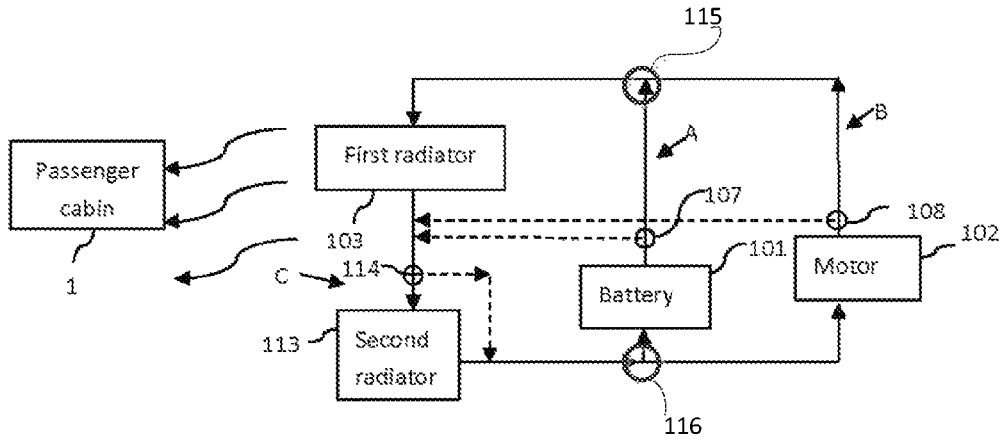 115
B
A
First radiator
Passenger
cabin
107
108
103
101
102
1
114
C
Battery
Motor
113
Second
radiator
116